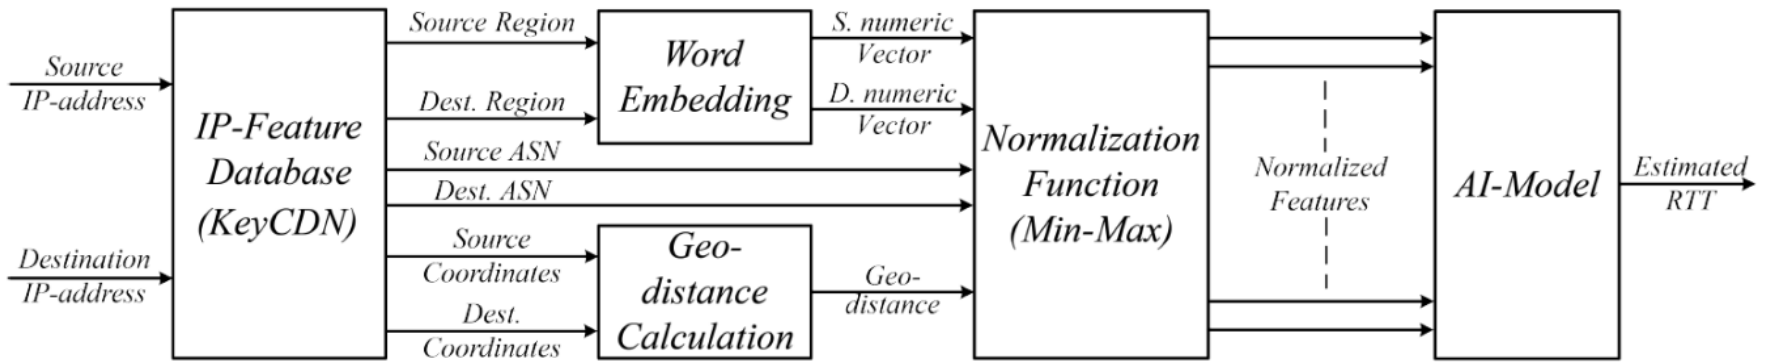 Source
IP-address
Destination
IP-address
IP-Feature
Database
(KeyCDN)
Source Region
Dest. Region
Source ASN
Dest. ASN
Source
Coordinates
Dest.
Coordinates
Word
Embedding
Geo-
distance
Calculation
S. numeric
Vector
D. numeric
Vector
Geo-
distance
Normalization
Function
(Min-Max)
Normalized
Features
AI-Model
Estimated
RTT